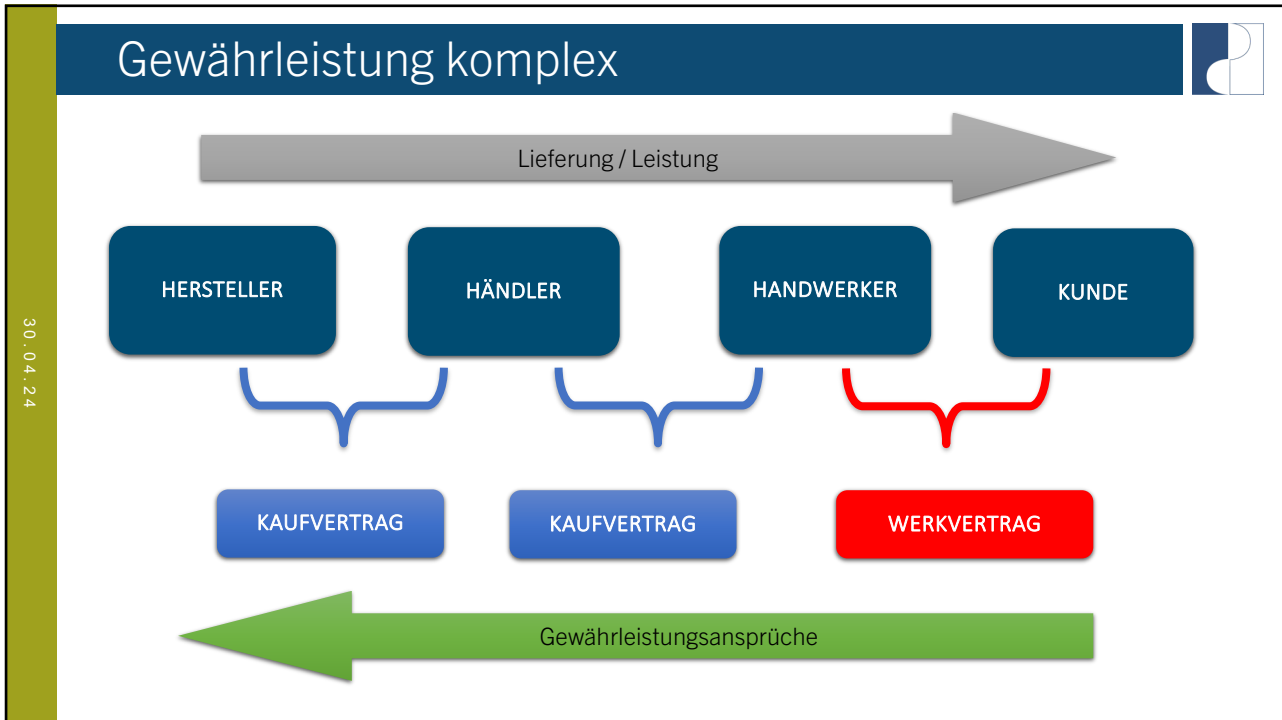 Gewährleistung komplex
Lieferung / Leistung
HERSTELLER
HÄNDLER
HANDWERKER
KUNDE
30.04.24
KAUFVERTRAG
KAUFVERTRAG
WERKVERTRAG
Gewährleistungsansprüche